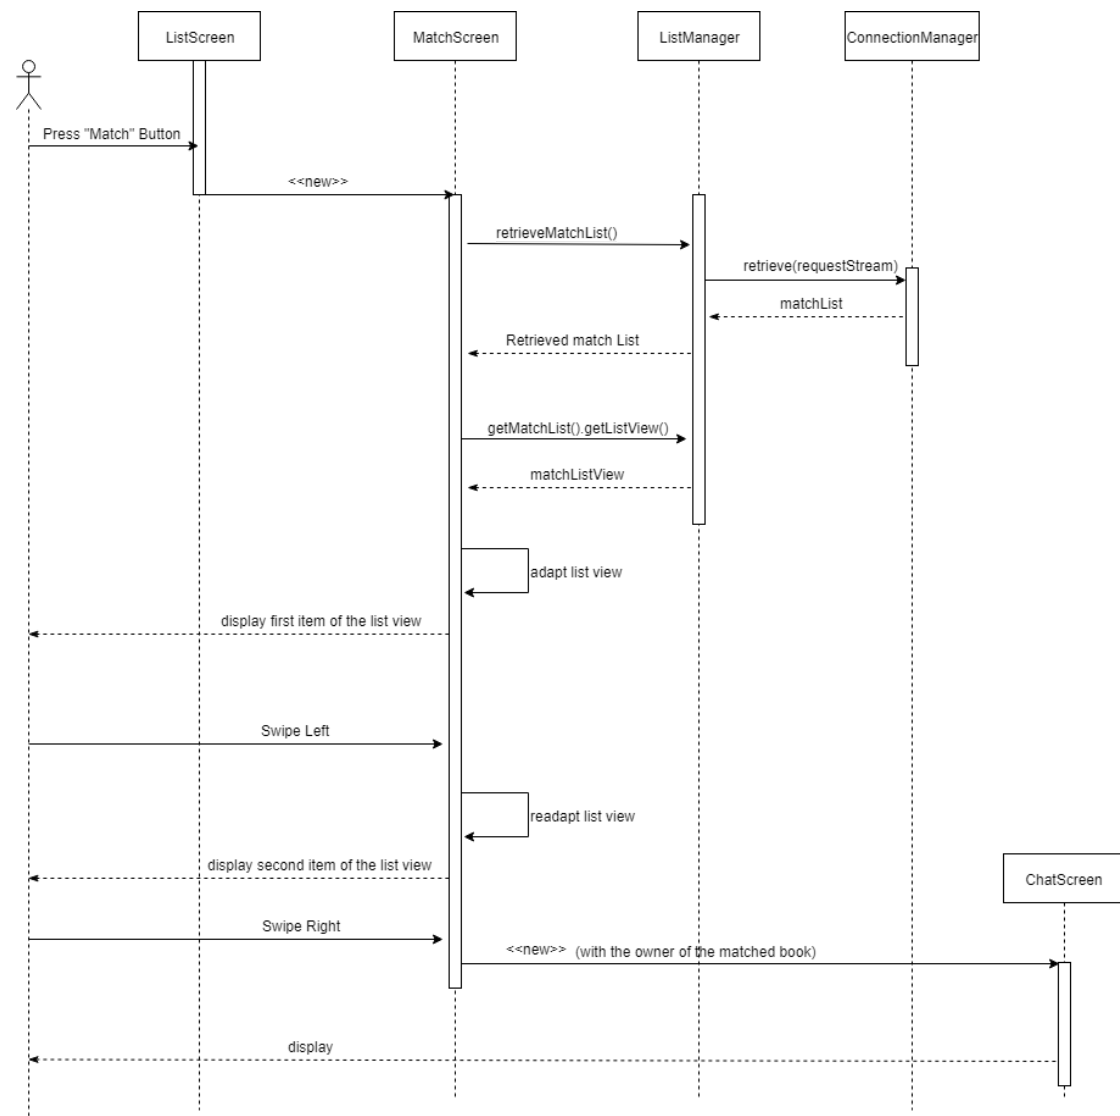 ListScreen
MatchScreen
ListManager
ConnectionManager
Press "Match" Button
<<new>>
retrieveMatchList()
retrieve(requestStream)
matchList
Retrieved match List
getMatchList().getListView()
matchListView
adapt list view
display first item of the list view
Swipe Left
readapt list view
display second item of the list view
ChatScreen
Swipe Right
<<new>> (with the owner of the matched book)
display